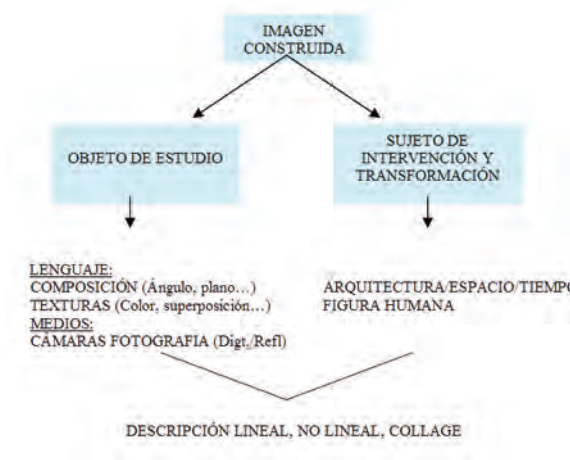 IMAGEN
CONSTRUIDA
OBJETO DE ESTUDIO
SUJETO DE
INTERVENCIÓN Y
TRANSFORMACIÓN
LENGUAJE:
COMPOSICIÓN (Ángulo, plano…)
TEXTURAS (Color, superposición…)
MEDIOS:
CÁMARAS FOTOGRAFIA (Digt,/Refl)
ARQUITECTURA/ESPACIO/TIEMPO
FIGURA HUMANA
DESCRIPCIÓN LINEAL, NO LINEAL, COLLAGE